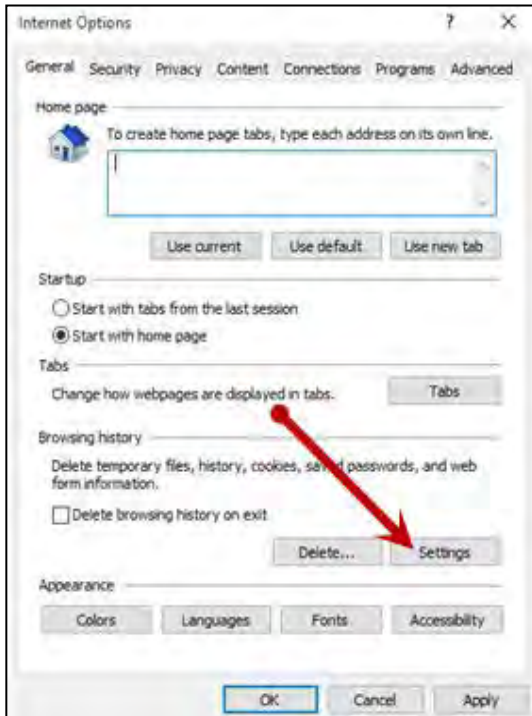 Internet Options ? X
General Security Privacy Content Connections Programs Advanced
Home page
To create home page tabs, type each address on its own line.
Use current Use default Use new tab
Startup
Start with tabs from the last session
Start with home page
Tabs
Change how webpages are displayed in tabs. Tabs
Browsing history
Delete temporary files, history, cookies, saved passwords, and web
form information.
Delete browsing history on exit
Delete... Settings
Appearance
Colors Languages Fonts Accessibility
OK Cancel Apply